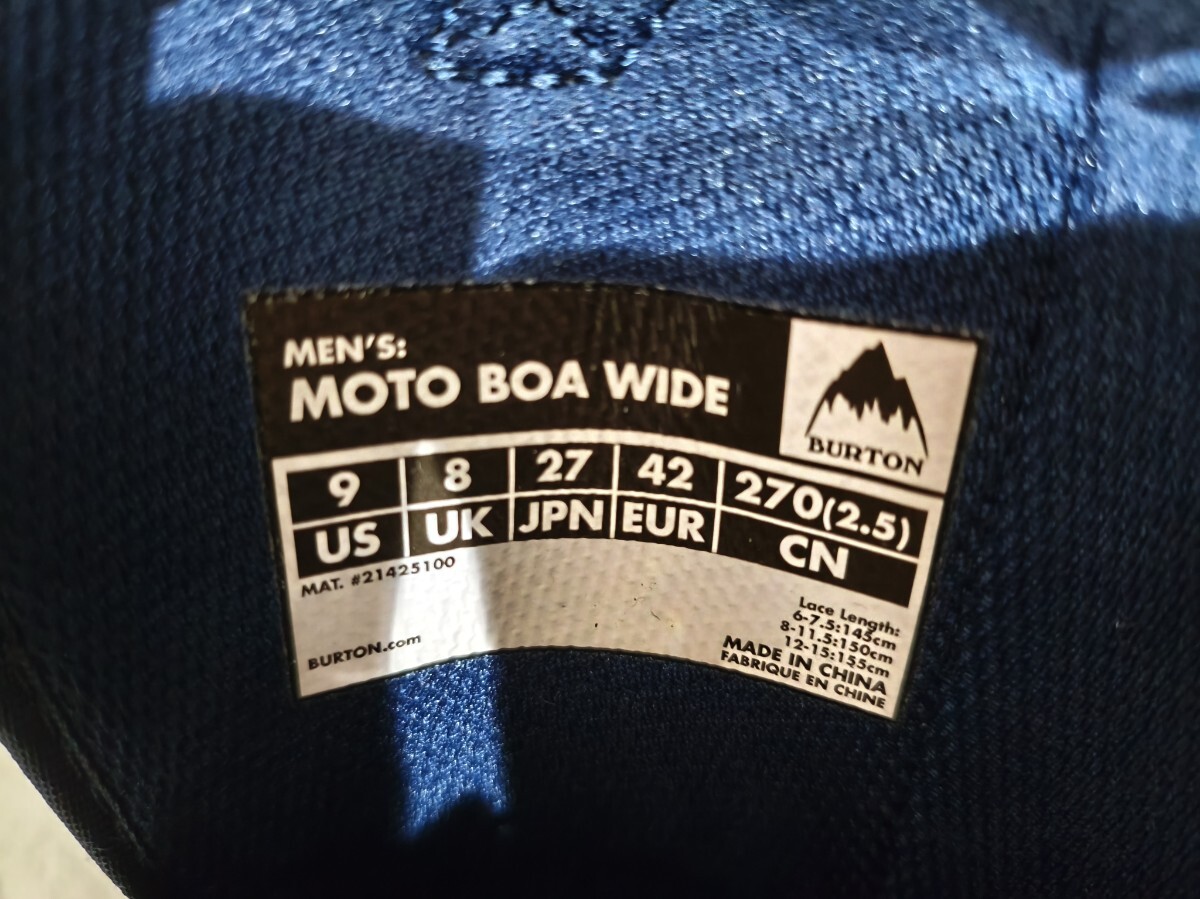 MEN'S:
MOTO BOA WIDE
BURTON
9 8 27 42 270(2.5)
US UK JPN EUR CN
MAT. #21425100
BURTON.com
Lace Length:
6-7.5:145cm
8-11.5:150cm
12-15:155cm
MADE IN CHINA
FABRIQUE EN CHINE